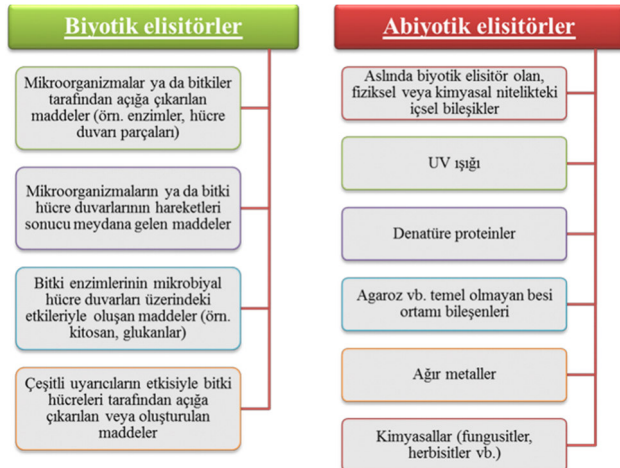 Biyotik elisitörler
Mikroorganizmalar ya da bitkiler
tarafından açığa çıkarılan
maddeler (örn. enzimler, hücre
duvarı parçaları)
Mikroorganizmaların ya da bitki
hücre duvarlarının hareketleri
sonucu meydana gelen maddeler
Bitki enzimlerinin mikrobiyal
hücre duvarları üzerindeki
etkileriyle oluşan maddeler (örn.
kitosan, glukanlar)
Çeşitli uyarıcıların etkisiyle bitki
hücreleri tarafından açığa
çıkarılan veya oluşturulan
maddeler
Abiyotik elisitörler
Aslında biyotik elisitör olan,
fiziksel veya kimyasal nitelikteki
içsel bileşikler
UV ışığı
Denatüre proteinler
Agaroz vb. temel olmayan besi
ortamı bileşenleri
Ağır metaller
Kimyasallar (fungusitler,
herbisitler vb.)